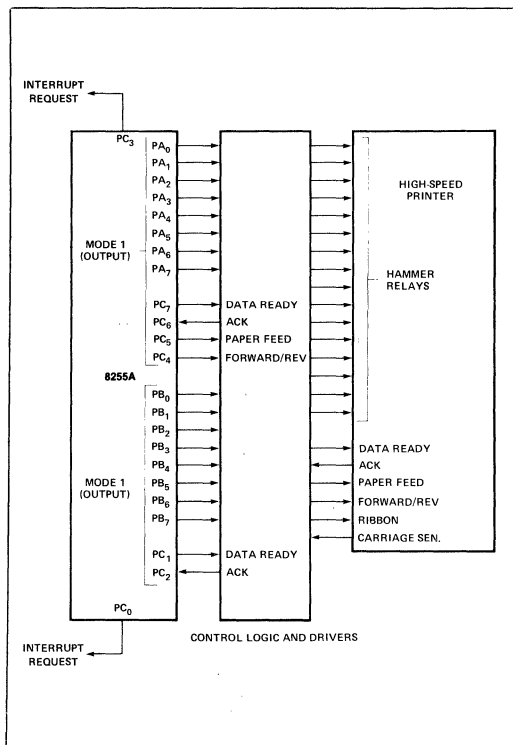 INTERRUPT
REQUEST
PC3
PA0
PA1
PA2
PA3
PA4
PA5
PA6
PA7
MODE 1
(OUTPUT)
PC7
PC6
PC5
PC4
8255A
PB0
PB1
PB2
PB3
PB4
PB5
PB6
PB7
MODE 1
(OUTPUT)
PC1
PC2
PC0
INTERRUPT
REQUEST
DATA READY
ACK
PAPER FEED
FORWARD/REV
DATA READY
ACK
CONTROL LOGIC AND DRIVERS
HIGH-SPEED
PRINTER
HAMMER
RELAYS
DATA READY
ACK
PAPER FEED
FORWARD/REV
RIBBON
CARRIAGE SEN.